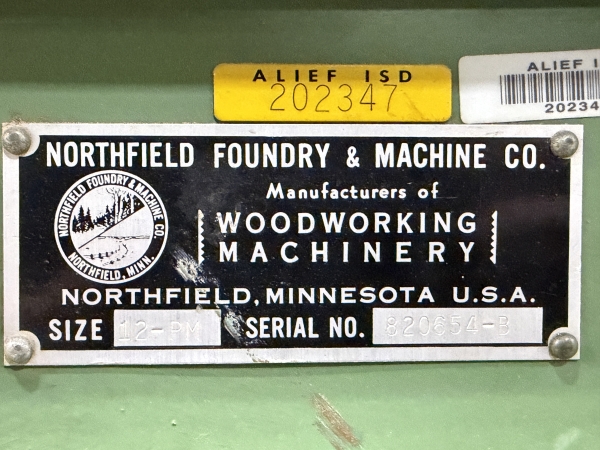 ALIEF ISD
202347
ALIEF I
20234
NORTHFIELD FOUNDRY & MACHINE CO.
Manufacturers of
WOODWORKING
MACHINERY
NORTHFIELD FOUNDRY & MACHINE CO.
NORTHFIELD, MINN.
NORTHFIELD, MINNESOTA U.S.A.
SIZE 12-PM SERIAL NO. 820654-B